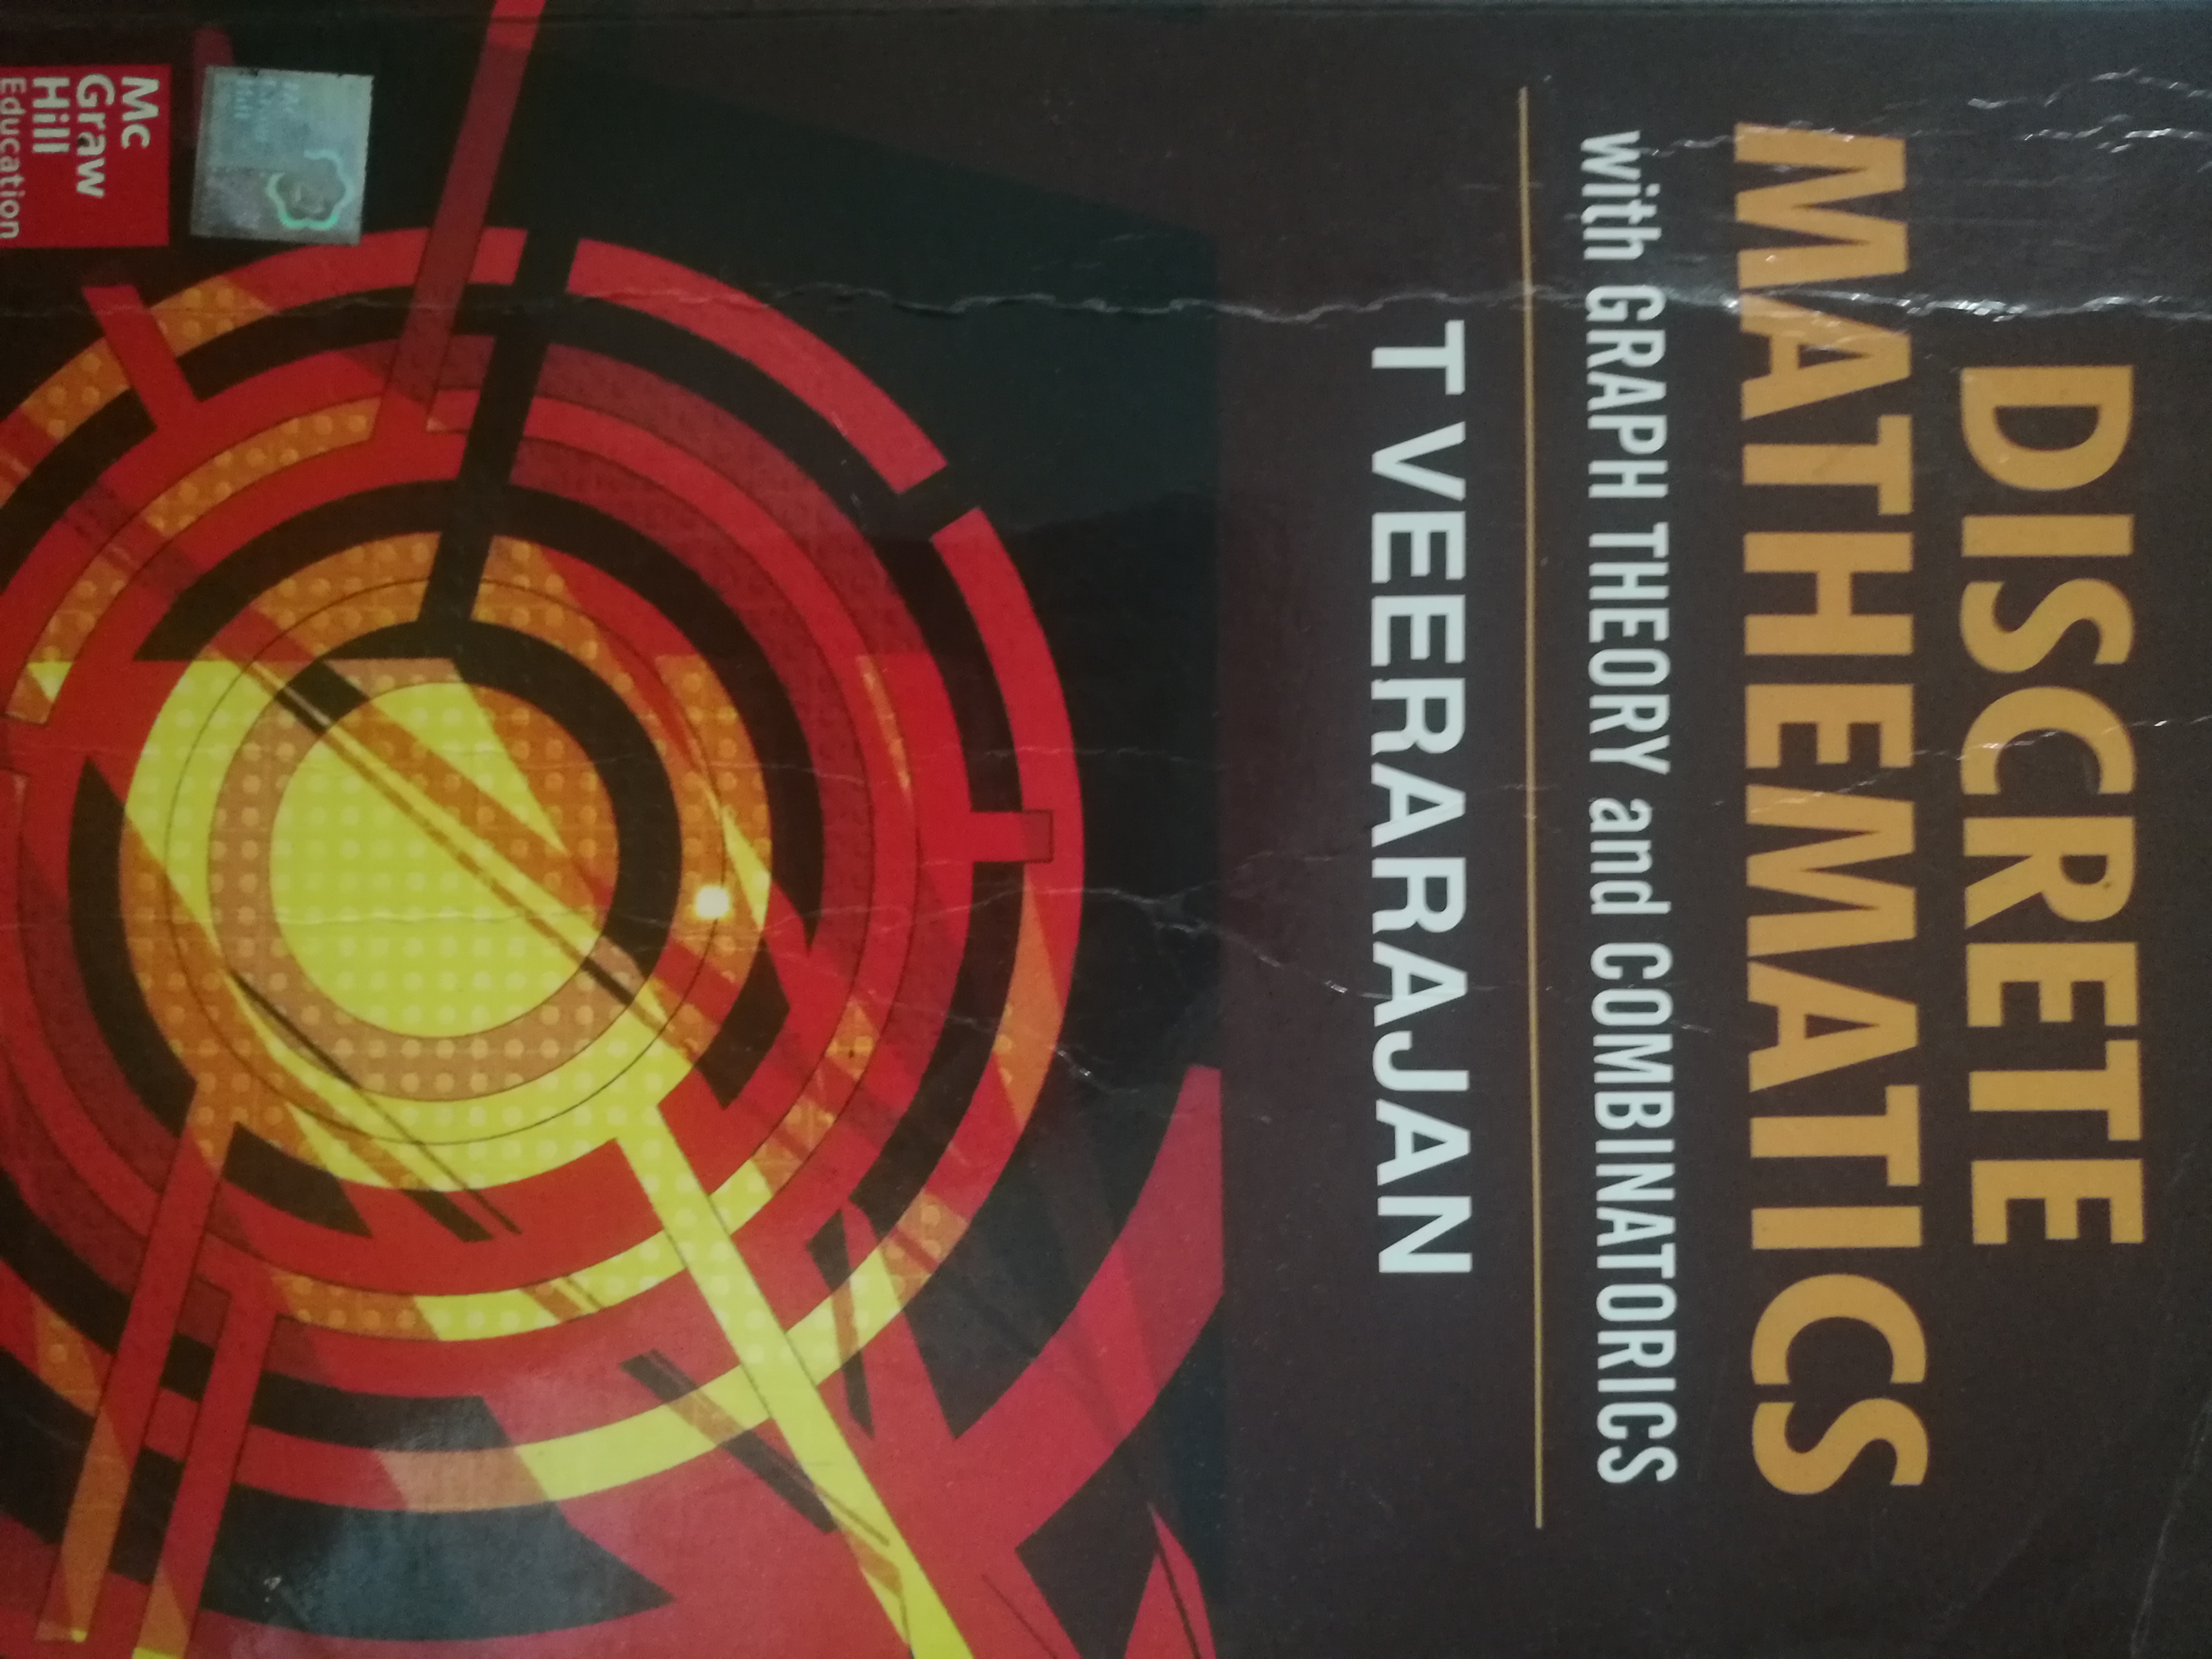 DISCRETE
MATHEMATICS
with GRAPH THEORY and COMBINATORICS
T VEERARAJAN
Mc
Graw
Hill
Education